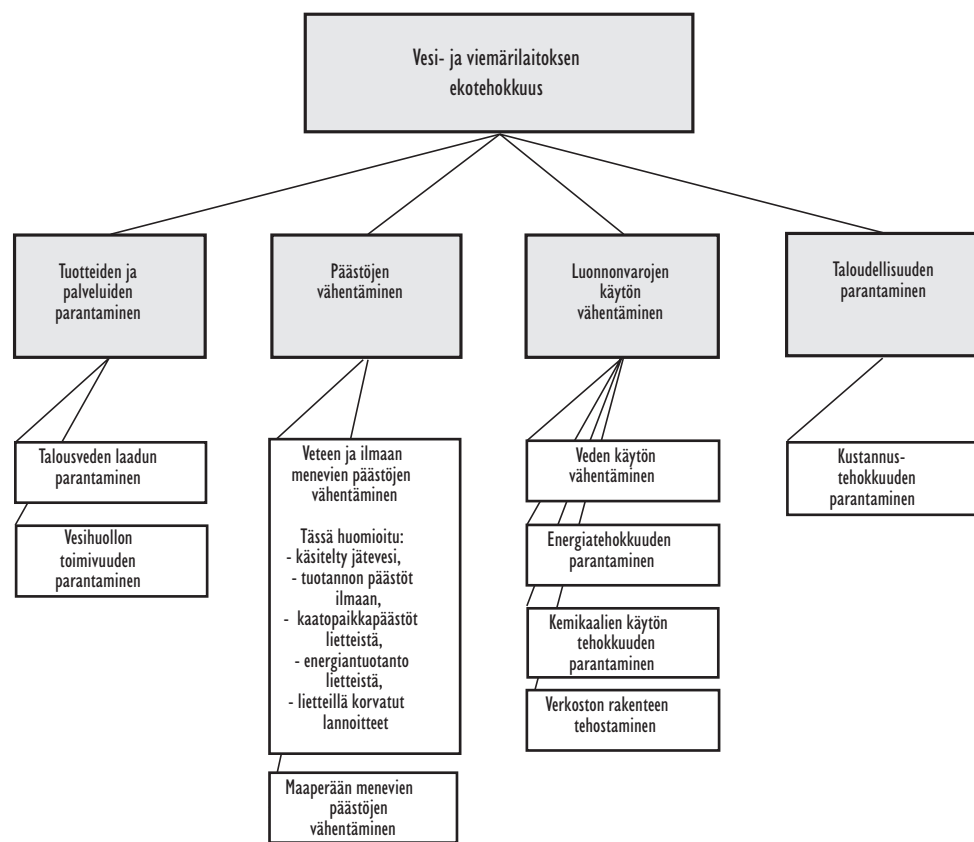 Vesi- ja viemärilaitoksen
ekotehokkuus
Tuotteiden ja
palveluiden
parantaminen
Päästöjen
vähentäminen
Luonnonvarojen
käytön
vähentäminen
Taloudellisuuden
parantaminen
Talousveden laadun
parantaminen
Vesihuollon
toimivuuden
parantaminen
Veteen ja ilmaan
menevien päästöjen
vähentäminen
Tässä huomioitu:
- käsitelty jätevesi,
- tuotannon päästöt
ilmaan,
- kaatopaikkapäästöt
lietteistä,
- energiantuotanto
lietteistä,
- lietteillä korvatut
lannoitteet
Maaperään menevien
päästöjen
vähentäminen
Veden käytön
vähentäminen
Energiatehokkuuden
parantaminen
Kemikaalien käytön
tehokkuuden
parantaminen
Verkoston rakenteen
tehostaminen
Kustannus-
tehokkuuden
parantaminen